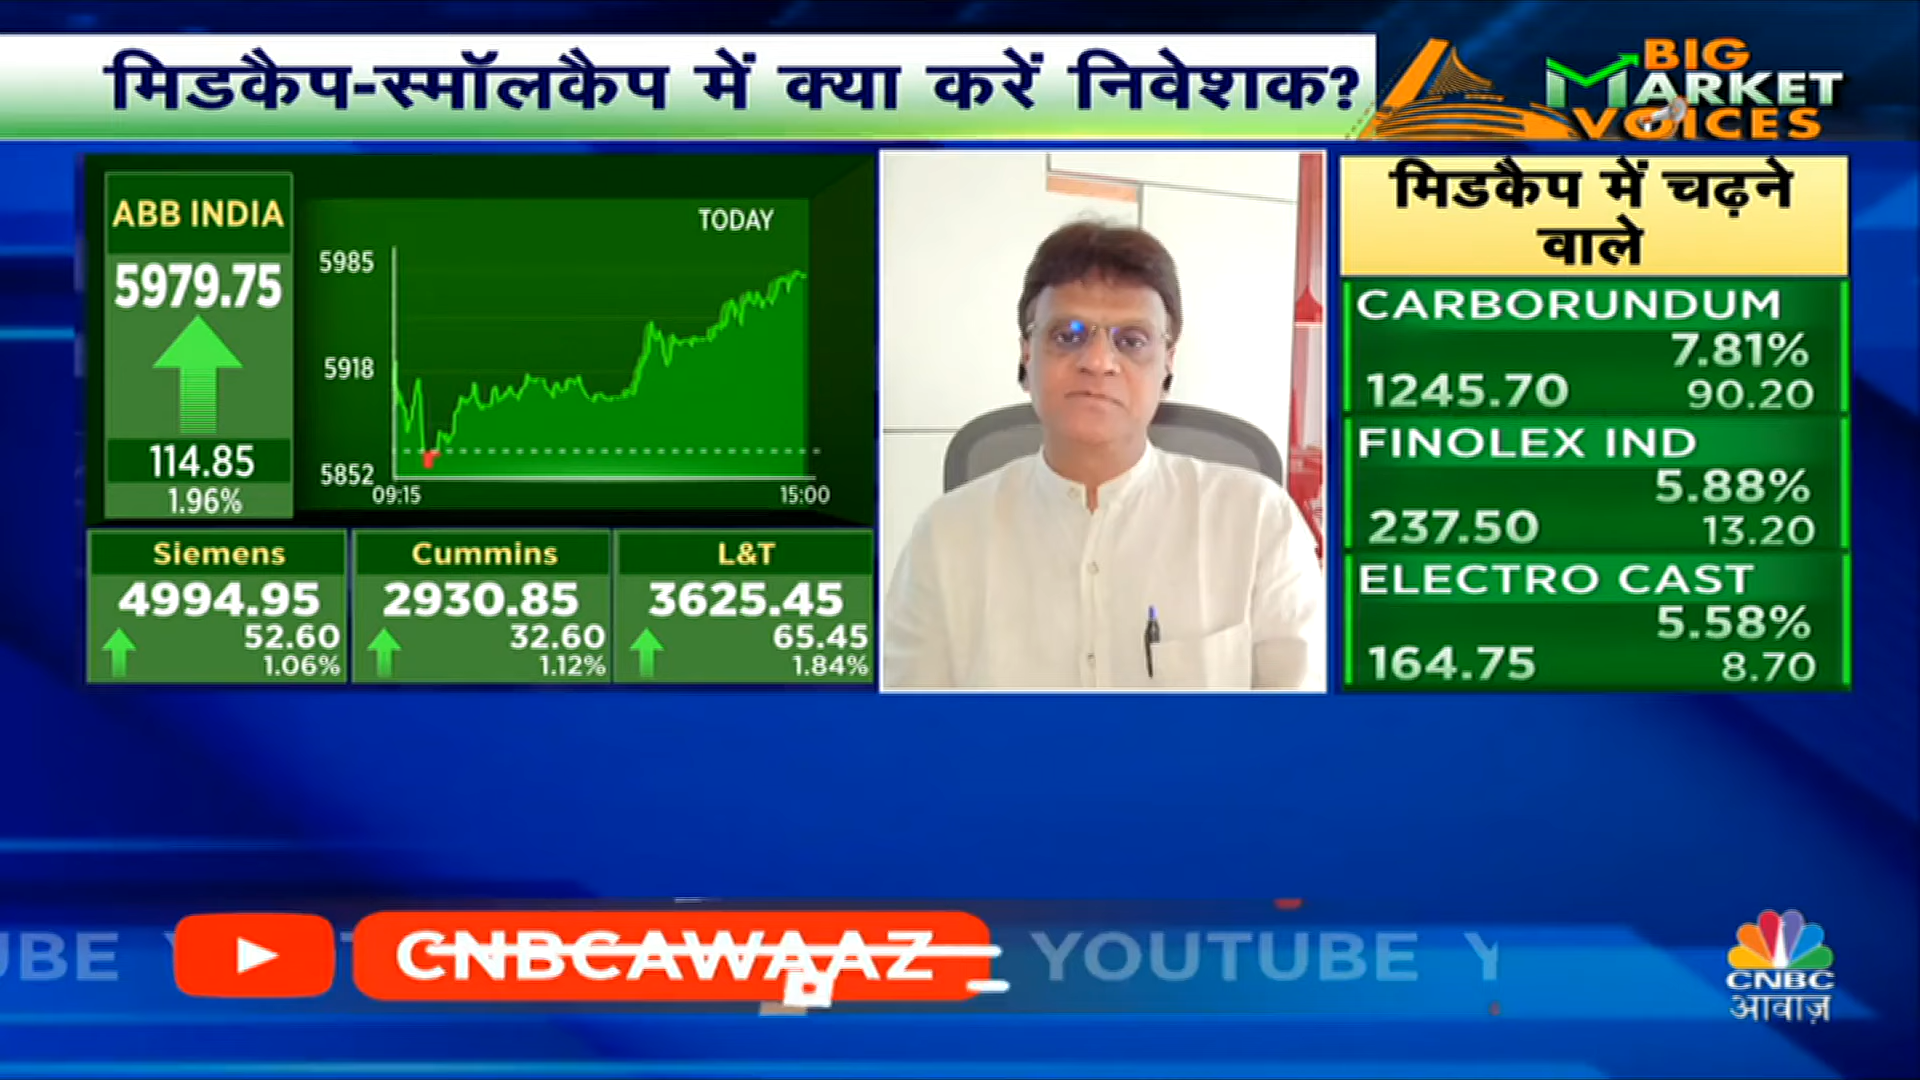 मिडकैप-स्मॉलकैप में क्या करें निवेशक?
BIG
MARKET
VOICES
ABB INDIA
5979.75
114.85
1.96%
TODAY
5985
5918
5852
09:15
15:00
Siemens
4994.95
52.60
1.06%
Cummins
2930.85
32.60
1.12%
L&T
3625.45
65.45
1.84%
मिडकैप में चढ़ने
वाले
CARBORUNDUM
7.81%
1245.70
90.20
FINOLEX IND
5.88%
237.50
13.20
ELECTRO CAST
5.58%
164.75
8.70
UBE
CNBCAWAAZ
YOUTUBE Y
CNBC
आवाज़